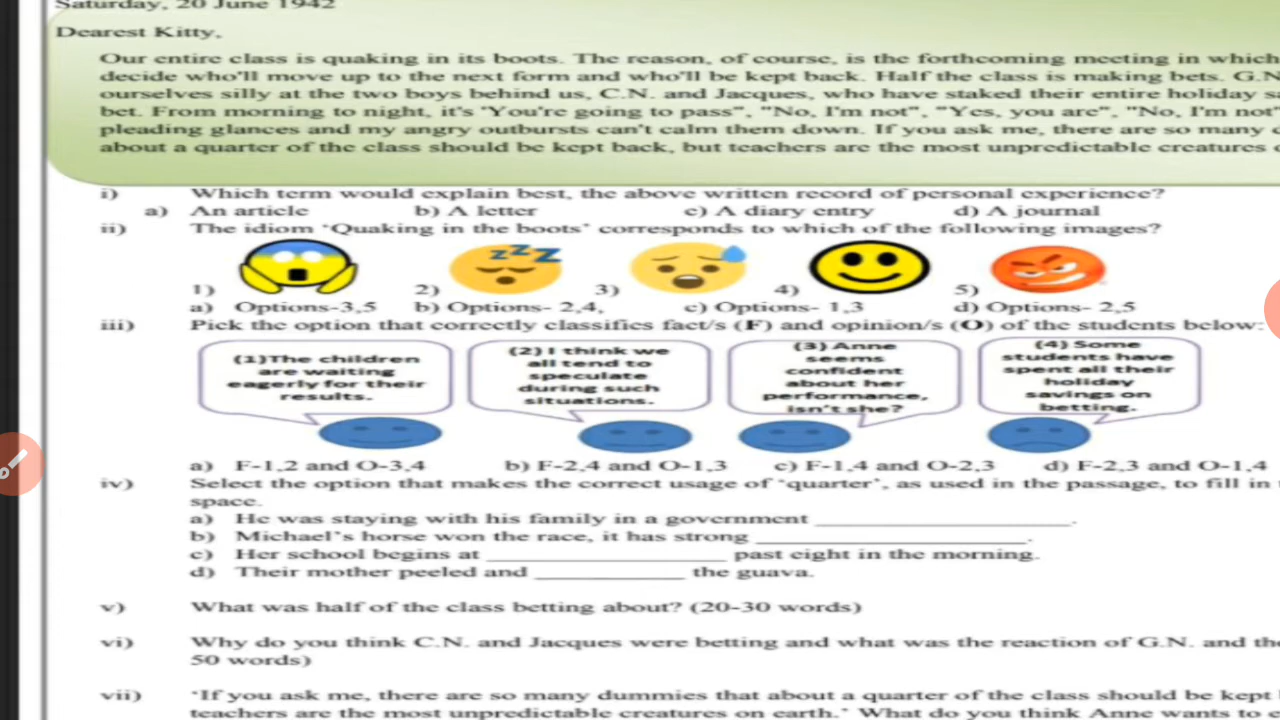 Saturday, 20 June 1942
Dearest Kitty,
Our entire class is quaking in its boots. The reason, of course, is the forthcoming meeting in which
decide who'll move up to the next form and who'll be kept back. Half the class is making bets. G.N
ourselves silly at the two boys behind us, C.N. and Jacques, who have staked their entire holiday sa
bet. From morning to night, it's "You're going to pass", "No, I'm not", "Yes, you are", "No, I'm not"
pleading glances and my angry outbursts can't calm them down. If you ask me, there are so many
about a quarter of the class should be kept back, but teachers are the most unpredictable creatures
i) Which term would explain best, the above written record of personal experience?
a) An article b) A letter c) A diary entry d) A journal
ii) The idiom 'Quaking in the boots' corresponds to which of the following images?
z z Z
1) 2) 3) 4) 5)
a) Options-3,5 b) Options- 2,4, c) Options- 1,3 d) Options- 2,5
iii) Pick the option that correctly classifies fact/s (F) and opinion/s (O) of the students below:
(1)The children
are waiting
eagerly for their
results.
(2) I think we
all tend to
speculate
during such
situations.
(3) Anne
seems
confident
about her
performance,
isn't she?
(4) Some
students have
spent all their
holiday
savings on
betting.
a) F-1,2 and O-3,4 b) F-2,4 and O-1,3 c) F-1,4 and O-2,3 d) F-2,3 and O-1,4
iv) Select the option that makes the correct usage of 'quarter', as used in the passage, to fill in
space.
a) He was staying with his family in a government ____________.
b) Michael's horse won the race, it has strong ____________.
c) Her school begins at ____________ past eight in the morning.
d) Their mother peeled and ________ the guava.
v) What was half of the class betting about? (20-30 words)
vi) Why do you think C.N. and Jacques were betting and what was the reaction of G.N. and
50 words)
vii) 'If you ask me, there are so many dummies that about a quarter of the class should be kept
teachers are the most unpredictable creatures on earth.' What do you think Anne wants to